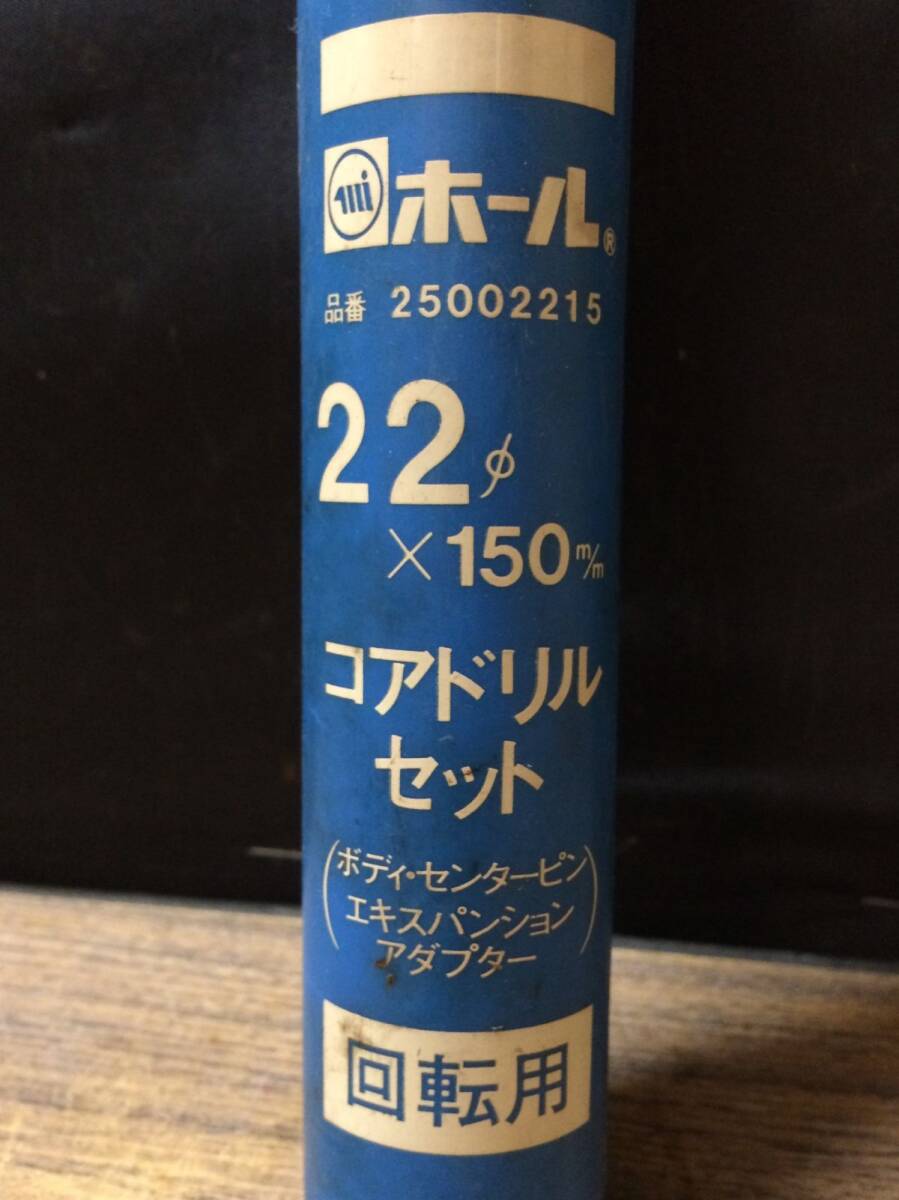 mi ホール®
品番 25002215
22φ
×150m/m
コアドリル
セット
(ボディ・センターピン
エキスパンション
アダプター)
回転用